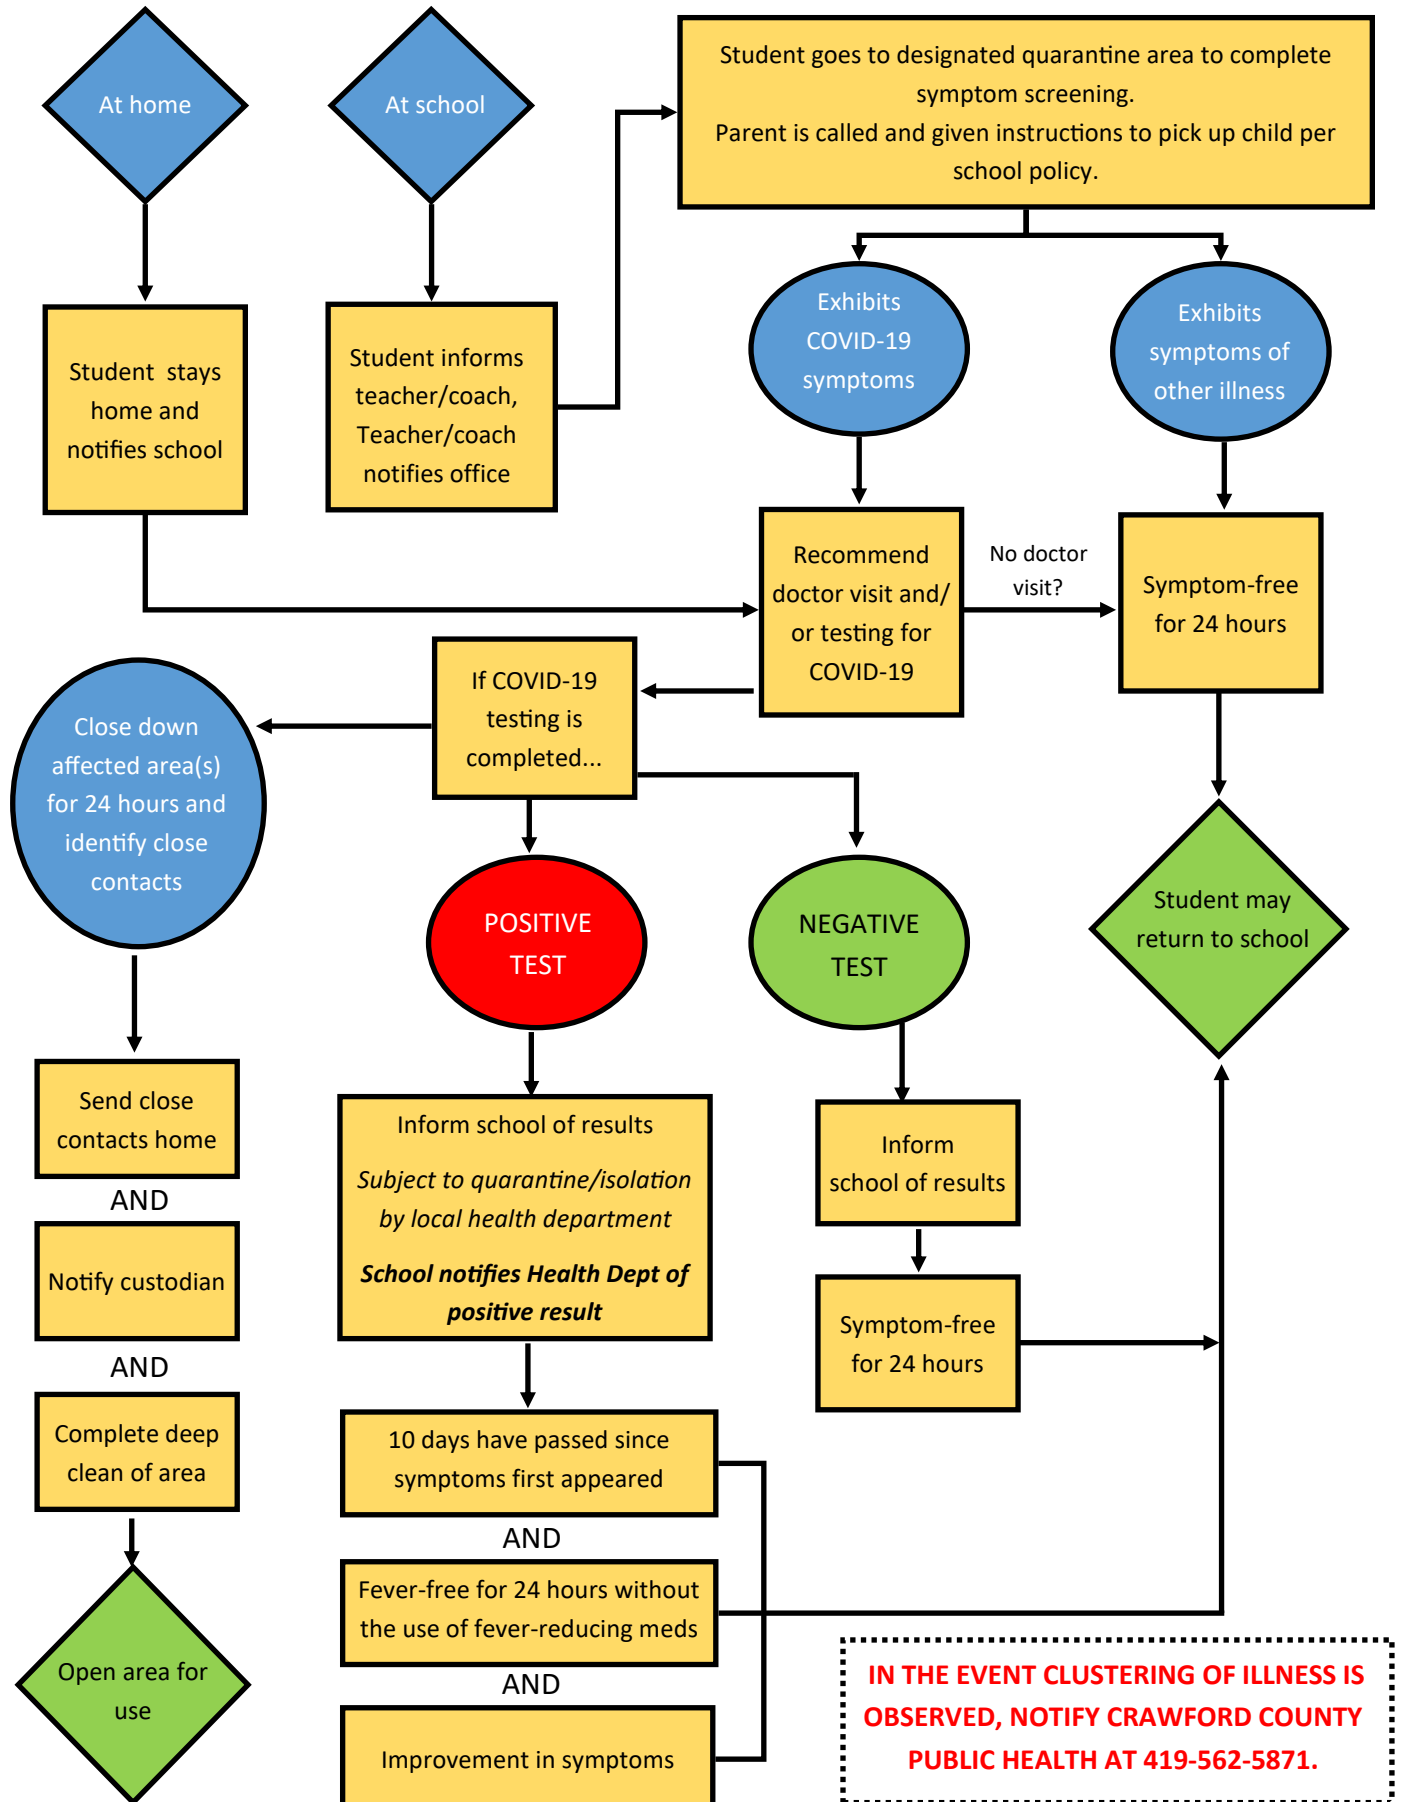 At home
At school
Student goes to designated quarantine area to complete
symptom screening.
Parent is called and given instructions to pick up child per
school policy.
Student stays
home and
notifies school
Student informs
teacher/coach,
Teacher/coach
notifies office
Exhibits
COVID-19
symptoms
Exhibits
symptoms of
other illness
Recommend
doctor visit and/
or testing for
COVID-19
No doctor
visit?
Symptom-free
for 24 hours
If COVID-19
testing is
completed...
Close down
affected area(s)
for 24 hours and
identify close
contacts
POSITIVE
TEST
NEGATIVE
TEST
Student may
return to school
Send close
contacts home
AND
Notify custodian
AND
Complete deep
clean of area
Open area for
use
Inform school of results
Subject to quarantine/isolation
by local health department
School notifies Health Dept of
positive result
Inform
school of results
Symptom-free
for 24 hours
10 days have passed since
symptoms first appeared
AND
Fever-free for 24 hours without
the use of fever-reducing meds
AND
Improvement in symptoms
IN THE EVENT CLUSTERING OF ILLNESS IS
OBSERVED, NOTIFY CRAWFORD COUNTY
PUBLIC HEALTH AT 419-562-5871.